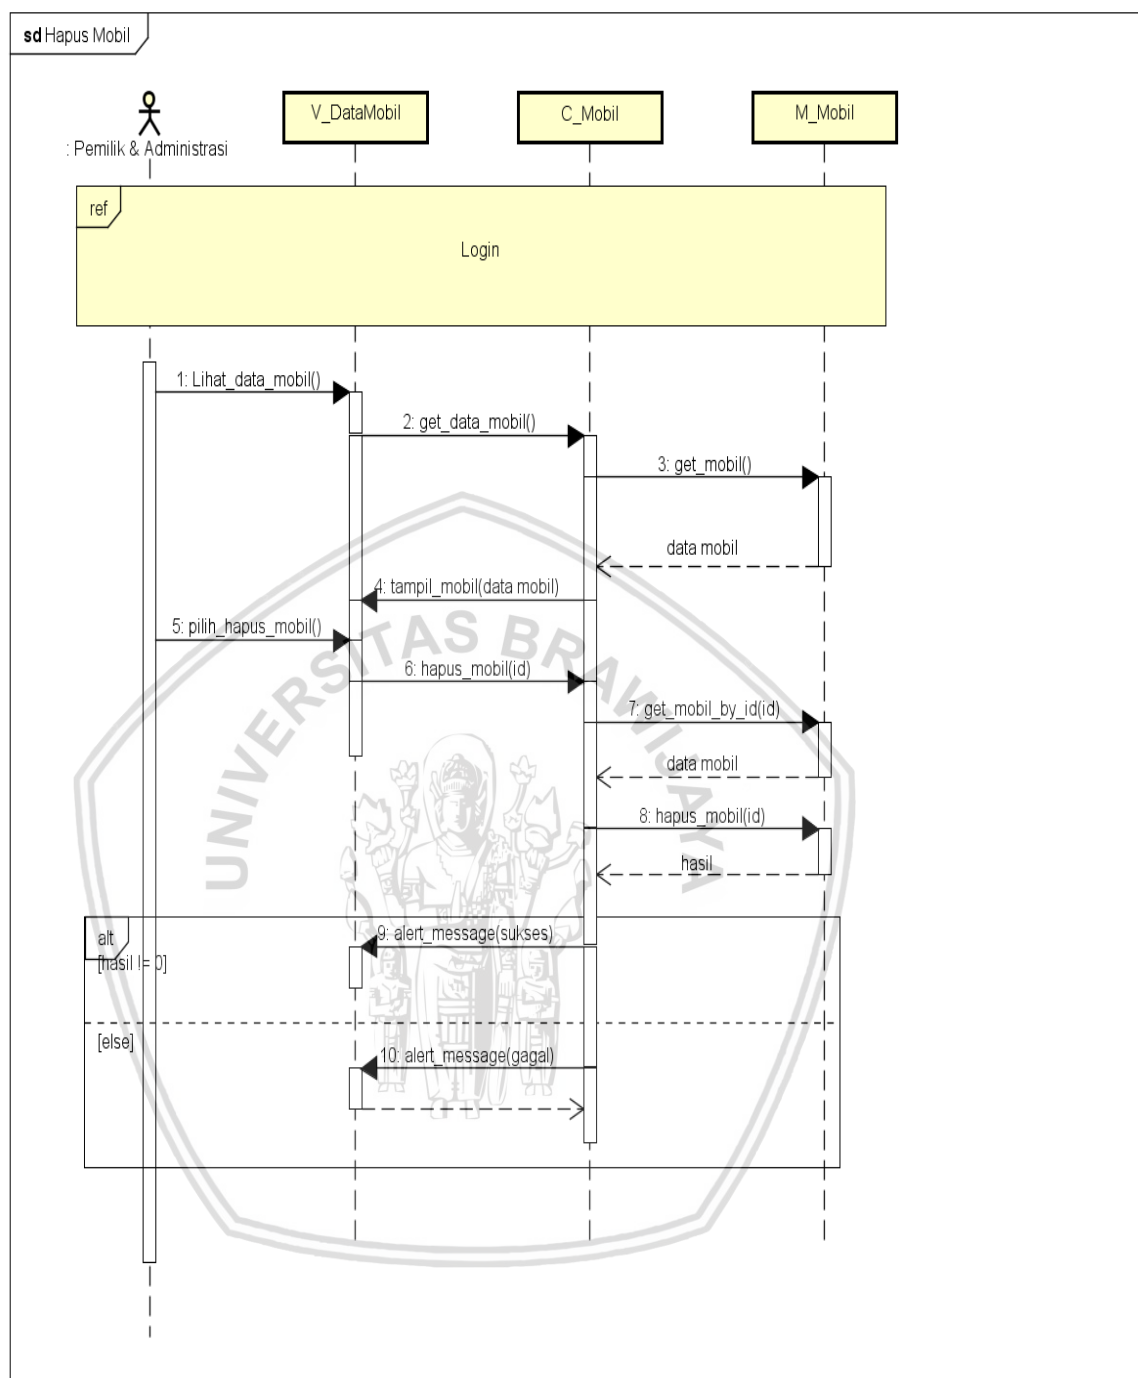 sd Hapus Mobil
V_DataMobil
C_Mobil
M_Mobil
: Pemilik & Administrasi
ref
Login
1: Lihat_data_mobil()
2: get_data_mobil()
3: get_mobil()
data mobil
4: tampil_mobil(data mobil)
5: pilih_hapus_mobil()
6: hapus_mobil(id)
7: get_mobil_by_id(id)
data mobil
8: hapus_mobil(id)
hasil
alt
9: alert_message(sukses)
[hasil != 0]
[else]
10: alert_message(gagal)
UNIVERSITAS BRAWIJAYA